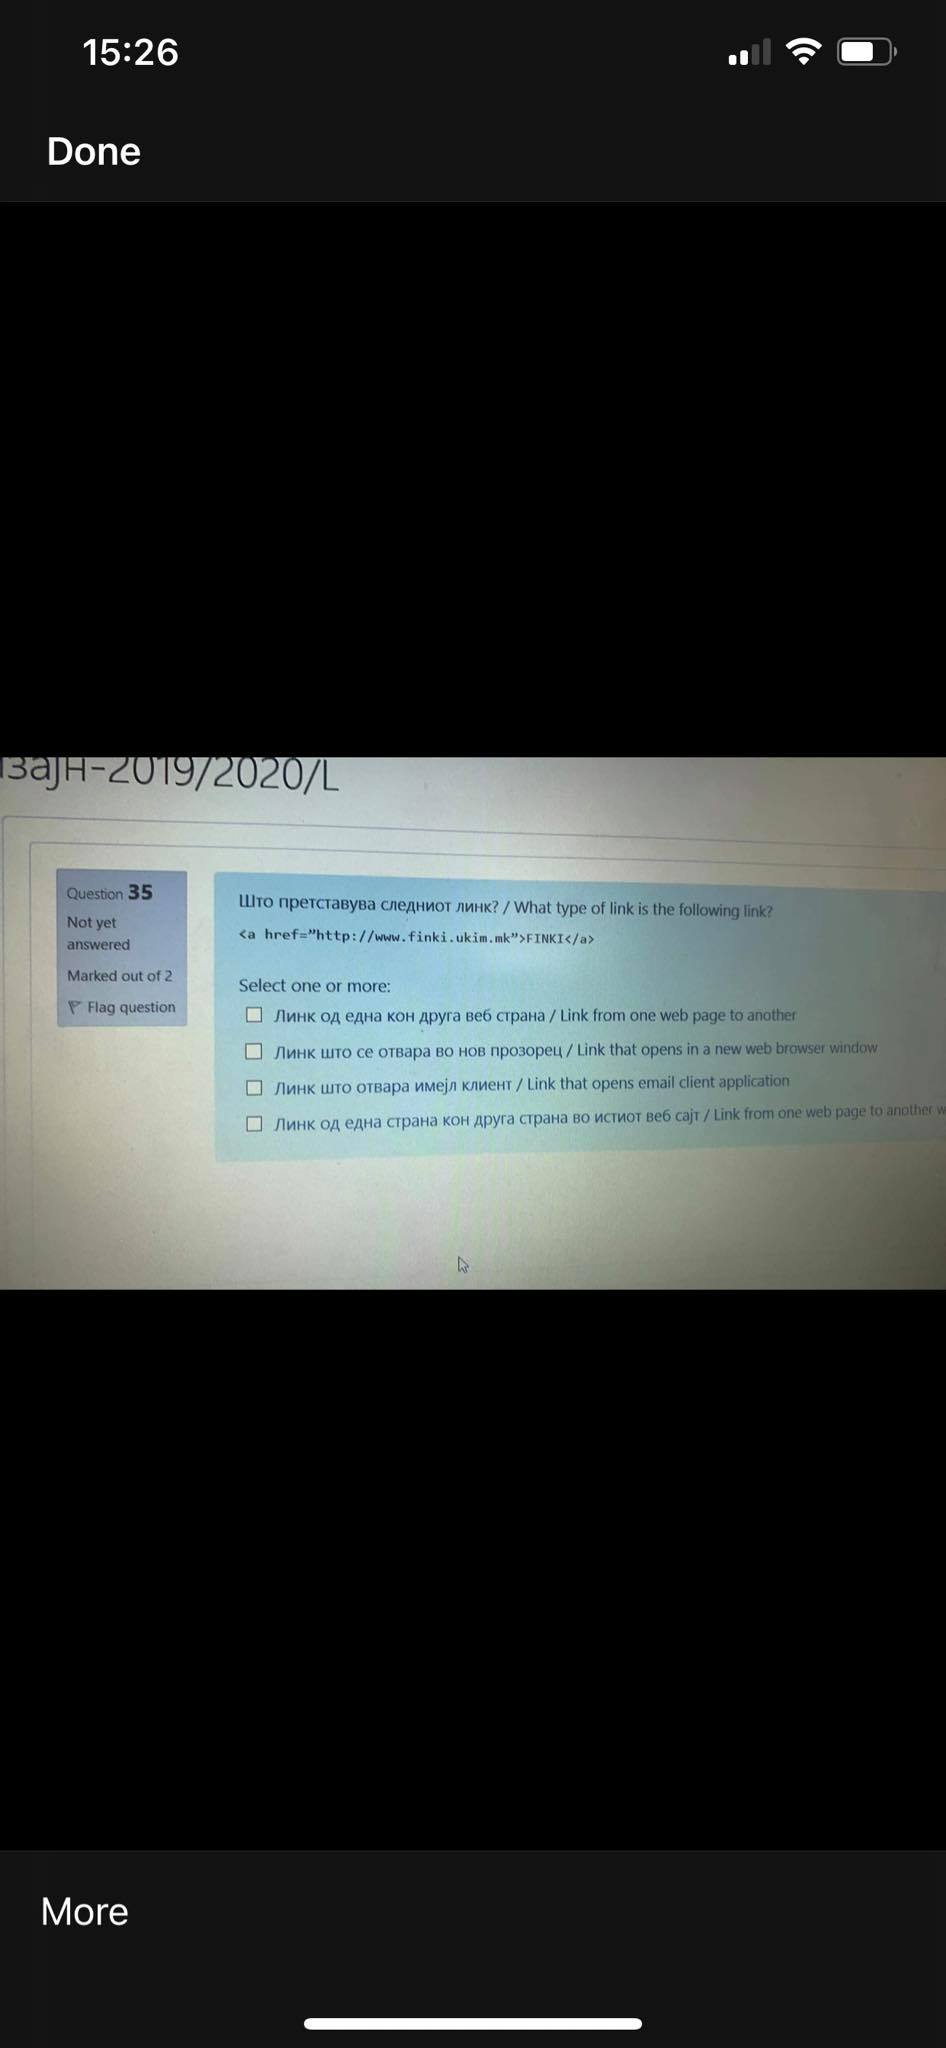 15:26
Done
изајн-2019/2020/L
Question 35
Not yet
answered
Marked out of 2
Flag question
Што претставува следниот линк? / What type of link is the following link?
<a href=”http://www.finki.ukim.mk”>FINKI</a>
Select one or more:
Линк од една кон друга веб страна / Link from one web page to another
Линк што се отвара во нов прозорец / Link that opens in a new web browser window
Линк што отвара имејл клиент / Link that opens email client application
Линк од една страна кон друга страна во истиот веб сајт / Link from one web page to another
More